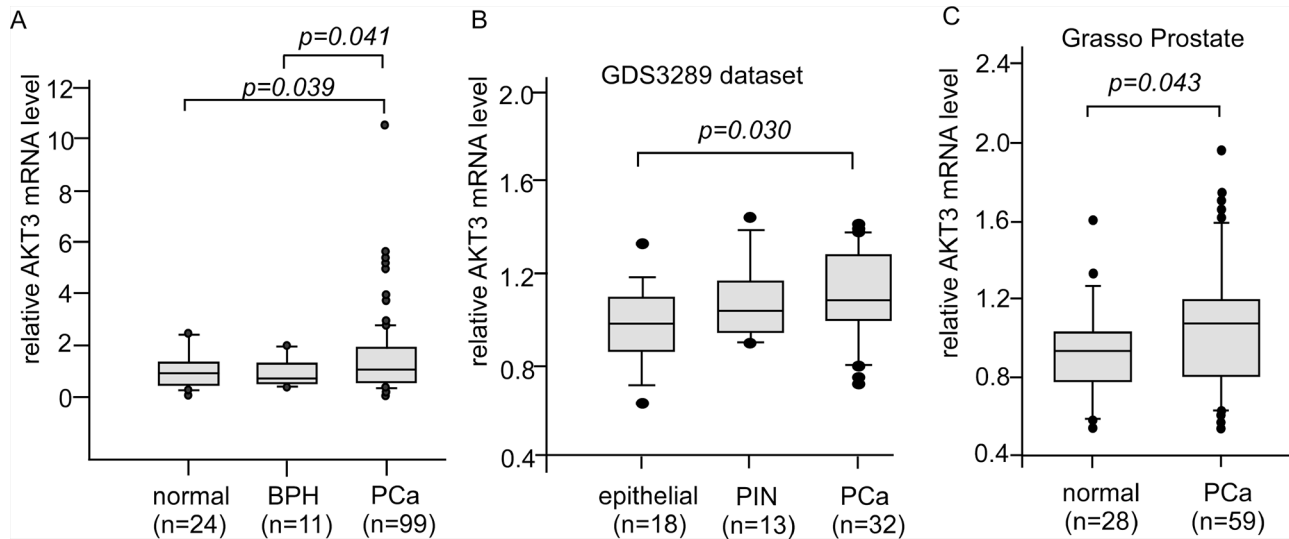 A
p=0.041
p=0.039
relative AKT3 mRNA level
12
10
8
6
4
2
0
normal
(n=24)
BPH
(n=11)
PCa
(n=99)
B
GDS3289 dataset
p=0.030
relative AKT3 mRNA level
2.0
1.6
1.2
0.8
0.4
epithelial
(n=18)
PIN
(n=13)
PCa
(n=32)
C
Grasso Prostate
p=0.043
relative AKT3 mRNA level
2.4
2.0
1.6
1.2
0.8
0.4
normal
(n=28)
PCa
(n=59)